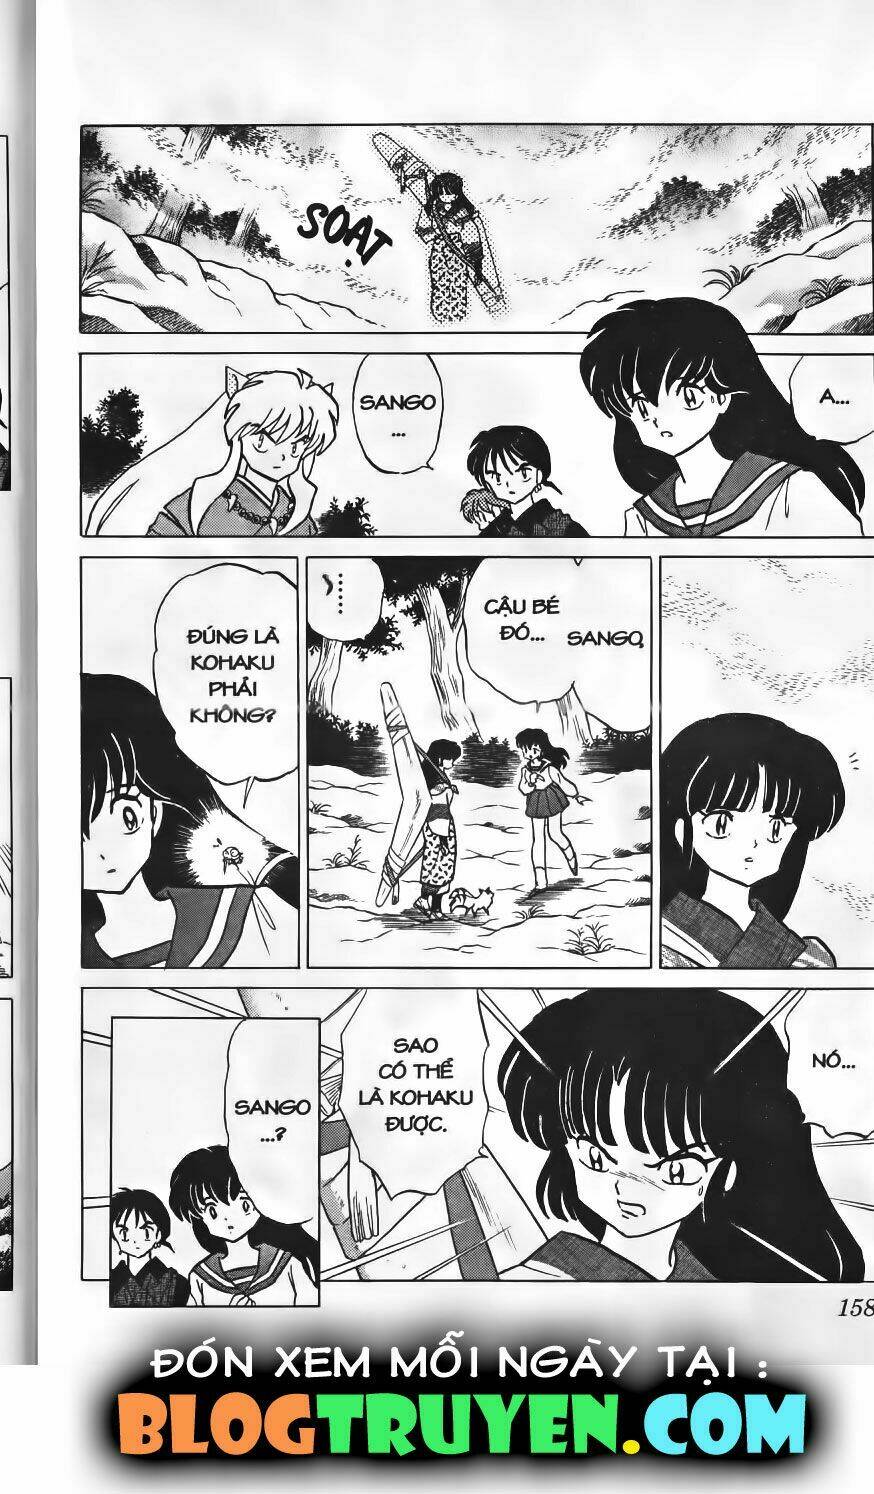 SOẠT
A...
SANGO
...
SANGO,
CẬU BÉ
ĐÓ...
......
ĐÚNG LÀ
KOHAKU
PHẢI
KHÔNG?
NÓ...
SAO
CÓ THỂ
LÀ KOHAKU
ĐƯỢC.
SANGO
...?
158
ĐÓN XEM MỖI NGÀY TẠI :
BLOGTRUYEN.COM